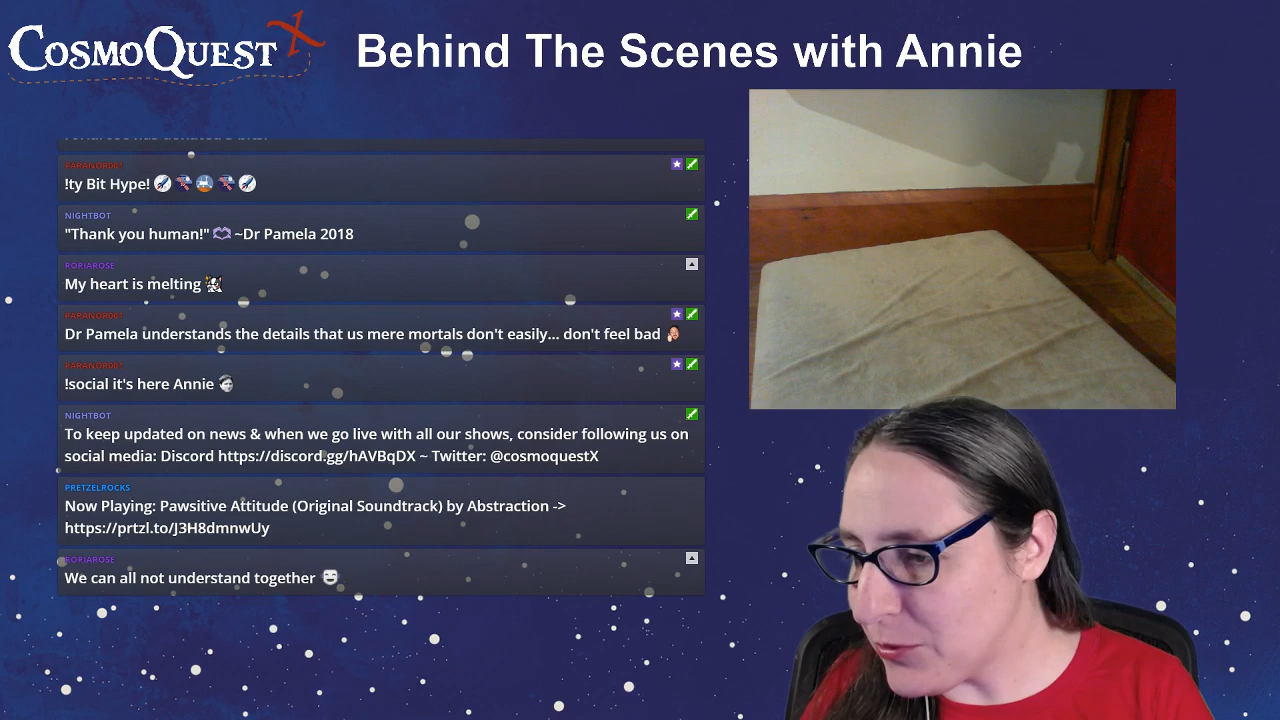 CosmoQuest X
Behind The Scenes with Annie
PARANOR001
!ty Bit Hype!
NIGHTBOT
"Thank you human!" ~Dr Pamela 2018
RORIAROSE
My heart is melting
PARANOR001
Dr Pamela understands the details that us mere mortals don't easily... don't feel bad
PARANOR001
!social it's here Annie
NIGHTBOT
To keep updated on news & when we go live with all our shows, consider following us on
social media: Discord https://discord.gg/hAVBqDX ~ Twitter: @cosmoquestX
PRETZELROCKS
Now Playing: Pawsitive Attitude (Original Soundtrack) by Abstraction ->
https://prtzl.to/J3H8dmnwUy
RORIAROSE
We can all not understand together